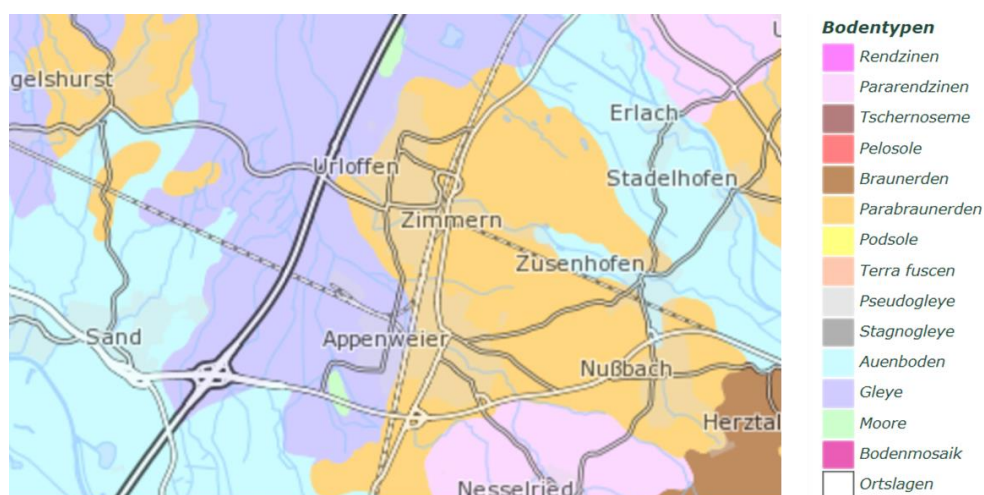 gelshurst
Urloffen
Zimmern
Erlach
Stadelhofen
Zusenhofen
Appenweier
Sand
Nußbach
Herztal
Nesselried
Bodentypen
Rendzinen
Pararendzinen
Tschernoseme
Pelosole
Braunerden
Parabraunerden
Podsole
Terra fuscen
Pseudogleye
Stagnogleye
Auenboden
Gleye
Moore
Bodenmosaik
Ortslagen